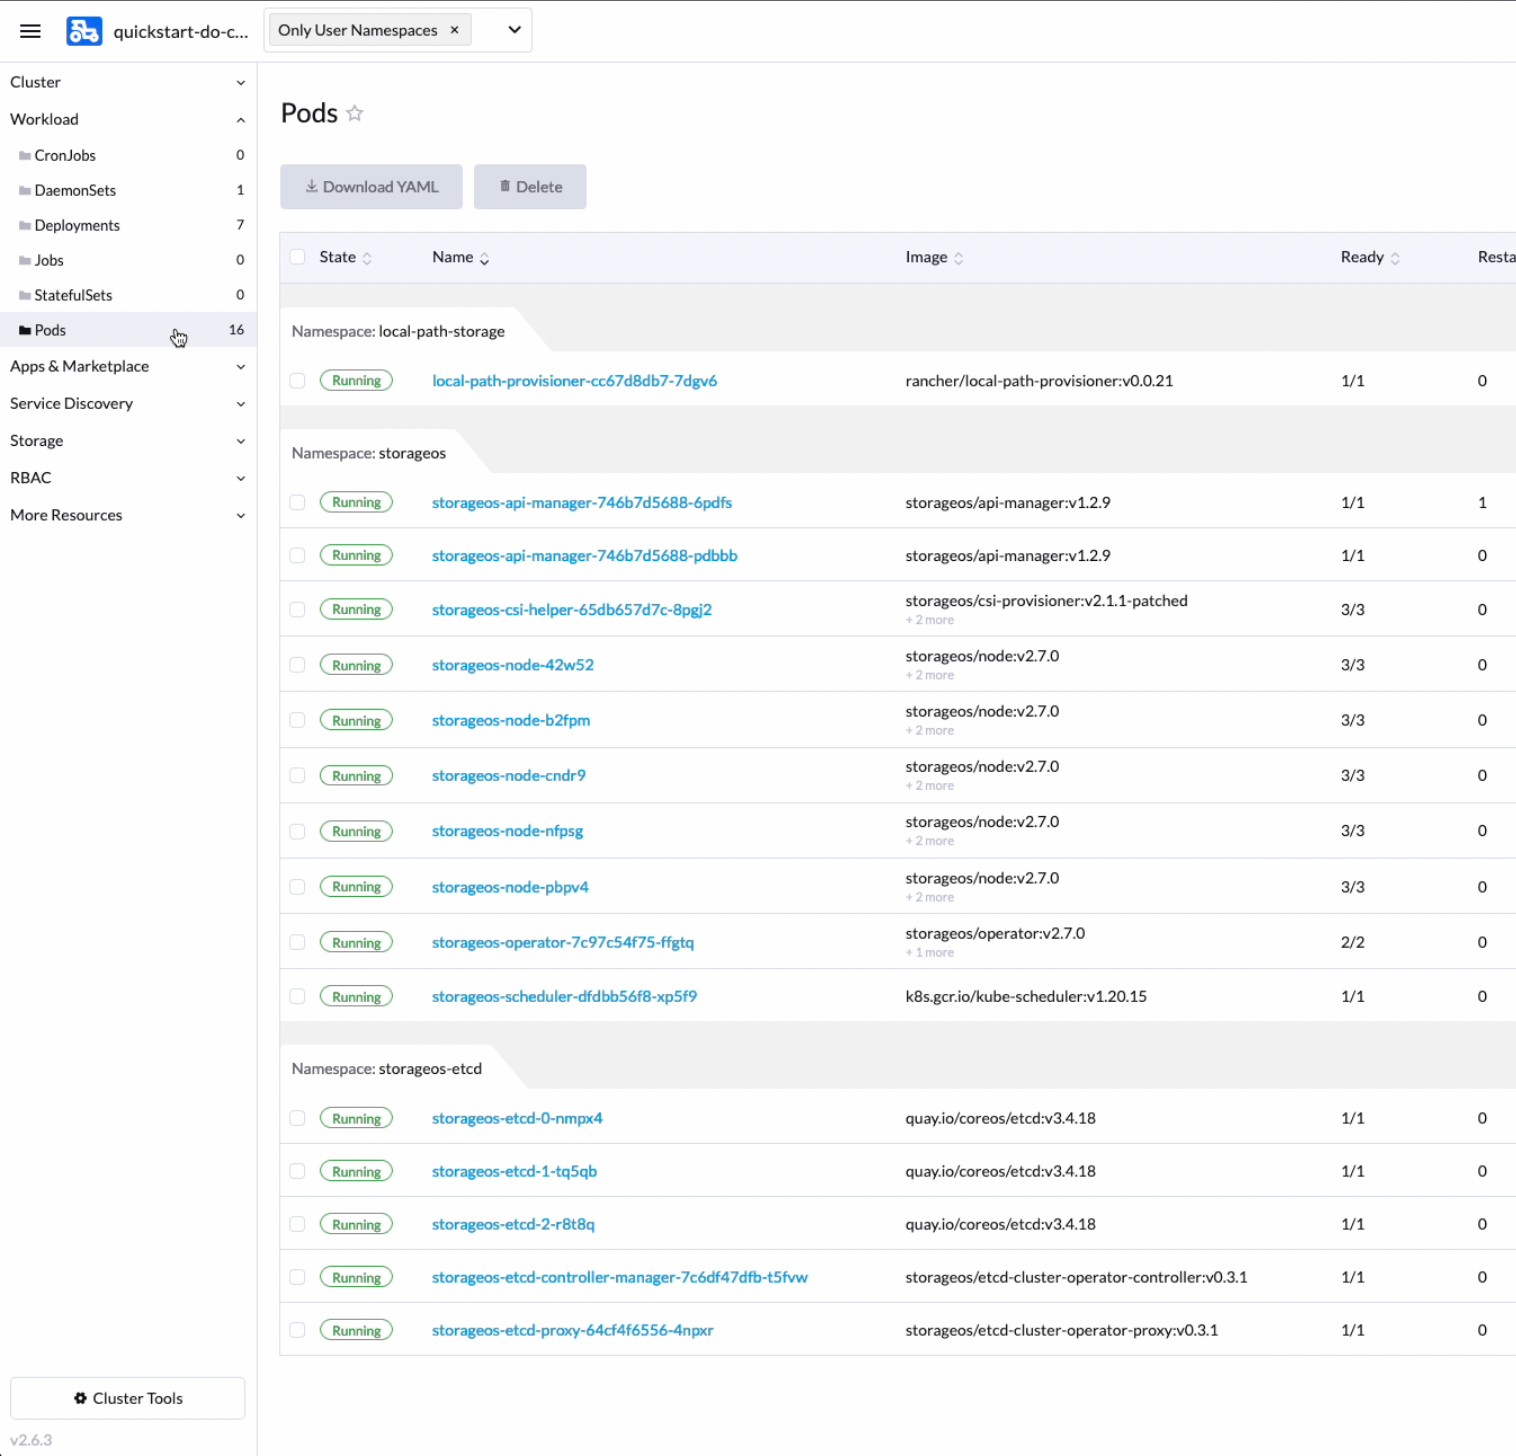 quickstart-do-c...
Only User Namespaces ×
Cluster
Workload
CronJobs 0
DaemonSets 1
Deployments 7
Jobs 0
StatefulSets 0
Pods 16
Apps & Marketplace
Service Discovery
Storage
RBAC
More Resources
Cluster Tools
v2.6.3
Pods
Download YAML
Delete
State Name Image Ready Resta
Namespace: local-path-storage
Running local-path-provisioner-cc67d8db7-7dgv6 rancher/local-path-provisioner:v0.0.21 1/1 0
Namespace: storageos
Running storageos-api-manager-746b7d5688-6pdfs storageos/api-manager:v1.2.9 1/1 1
Running storageos-api-manager-746b7d5688-pdbbb storageos/api-manager:v1.2.9 1/1 0
Running storageos-csi-helper-65db657d7c-8pgj2 storageos/csi-provisioner:v2.1.1-patched 3/3 0
+ 2 more
Running storageos-node-42w52 storageos/node:v2.7.0 3/3 0
+ 2 more
Running storageos-node-b2fpm storageos/node:v2.7.0 3/3 0
+ 2 more
Running storageos-node-cndr9 storageos/node:v2.7.0 3/3 0
+ 2 more
Running storageos-node-nfpsg storageos/node:v2.7.0 3/3 0
+ 2 more
Running storageos-node-pbpv4 storageos/node:v2.7.0 3/3 0
+ 2 more
Running storageos-operator-7c97c54f75-ffgtq storageos/operator:v2.7.0 2/2 0
+ 1 more
Running storageos-scheduler-dfdbb56f8-xp5f9 k8s.gcr.io/kube-scheduler:v1.20.15 1/1 0
Namespace: storageos-etcd
Running storageos-etcd-0-nmpx4 quay.io/coreos/etcd:v3.4.18 1/1 0
Running storageos-etcd-1-tq5qb quay.io/coreos/etcd:v3.4.18 1/1 0
Running storageos-etcd-2-r8t8q quay.io/coreos/etcd:v3.4.18 1/1 0
Running storageos-etcd-controller-manager-7c6df47dfb-t5fvw storageos/etcd-cluster-operator-controller:v0.3.1 1/1 0
Running storageos-etcd-proxy-64cf4f6556-4npxr storageos/etcd-cluster-operator-proxy:v0.3.1 1/1 0